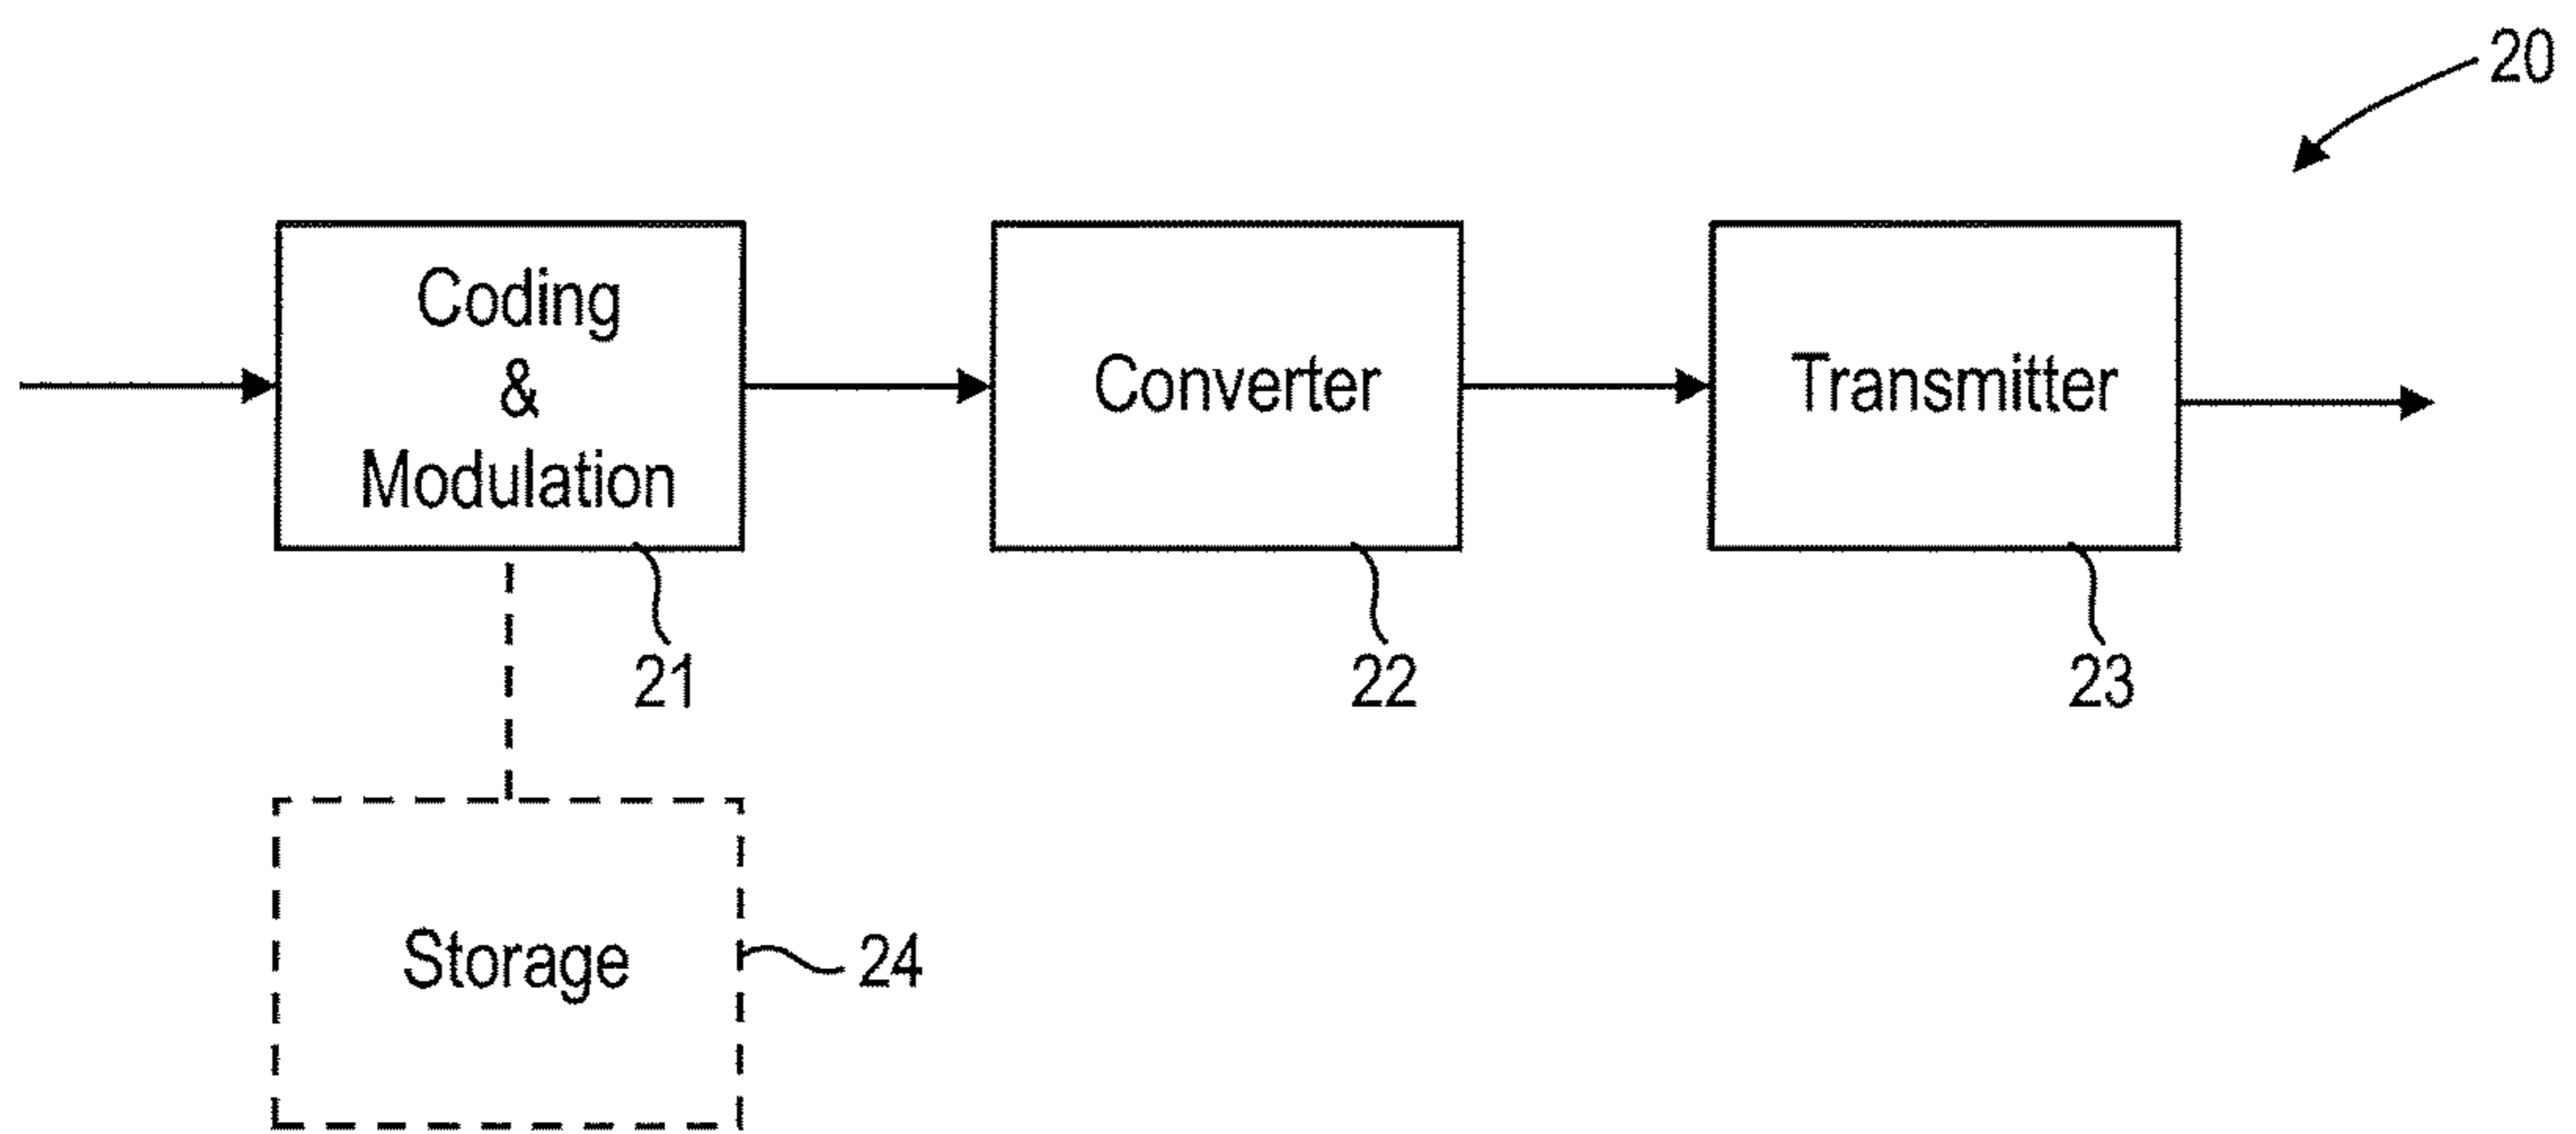 20
Coding
&
Modulation
Converter
Transmitter
21
22
23
Storage
24